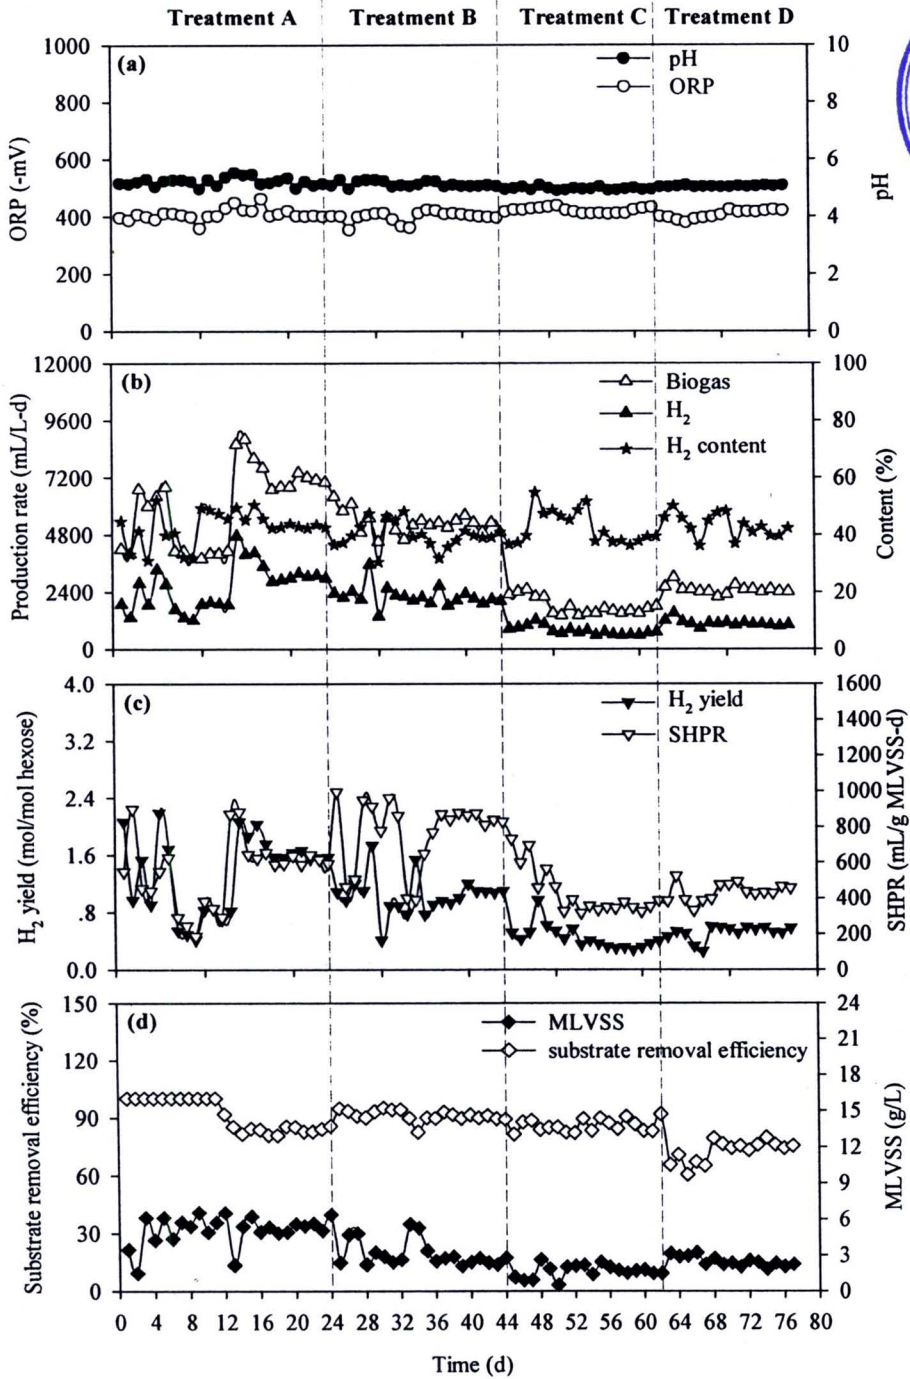 Treatment A Treatment B Treatment C Treatment D
(a)
pH
ORP
1000
800
600
400
200
0
ORP (-mV)
10
8
6
4
2
0
pH
(b)
Biogas
H₂
H₂ content
12000
9600
7200
4800
2400
0
Production rate (mL/L-d)
100
80
60
40
20
0
Content (%)
(c)
H₂ yield
SHPR
4.0
3.2
2.4
1.6
.8
0.0
H₂ yield (mol/mol hexose)
1600
1400
1200
1000
800
600
400
200
0
SHPR (mL/g MLVSS-d)
(d)
MLVSS
substrate removal efficiency
150
120
90
60
30
0
Substrate removal efficiency (%)
24
21
18
15
12
9
6
3
0
MLVSS (g/L)
0 4 8 12 16 20 24 28 32 36 40 44 48 52 56 60 64 68 72 76 80
Time (d)